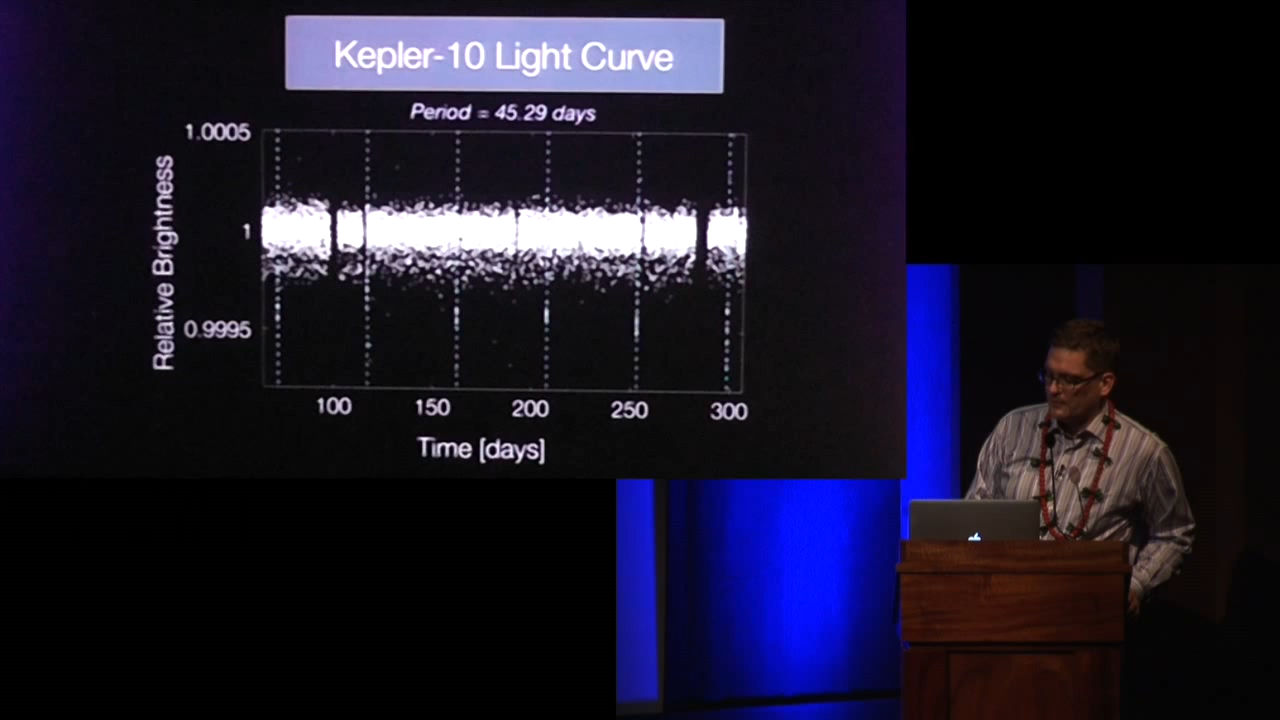 Kepler-10 Light Curve
Period = 45.29 days
1.0005
1
0.9995
Relative Brightness
100 150 200 250 300
Time [days]